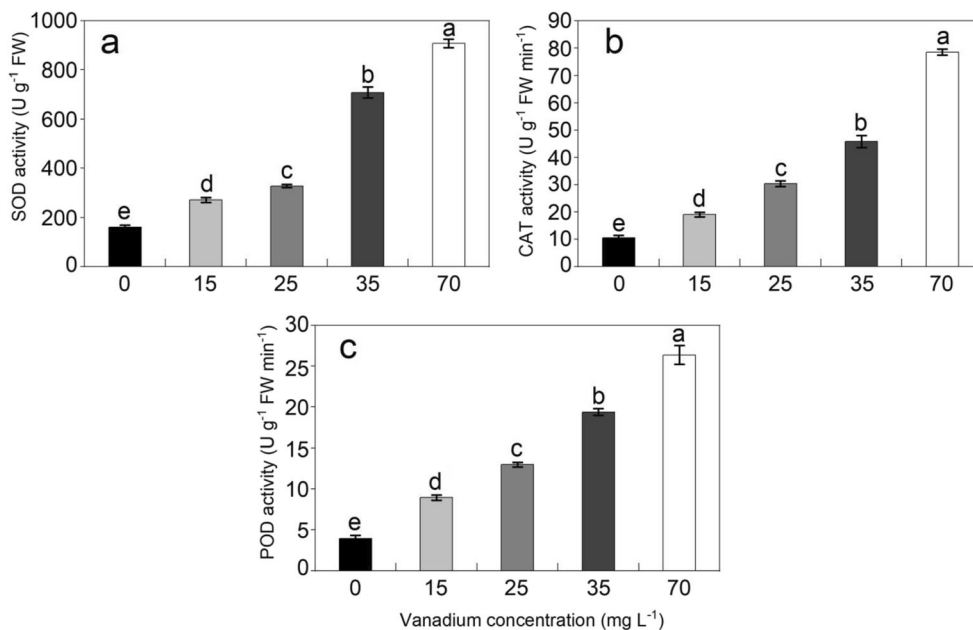 a
SOD activity (U g⁻¹ FW)
1000
800
600
400
200
0
e
d
c
b
a
0 15 25 35 70
b
CAT activity (U g⁻¹ FW min⁻¹)
90
80
70
60
50
40
30
20
10
0
e
d
c
b
a
0 15 25 35 70
c
POD activity (U g⁻¹ FW min⁻¹)
30
25
20
15
10
5
0
e
d
c
b
a
0 15 25 35 70
Vanadium concentration (mg L⁻¹)